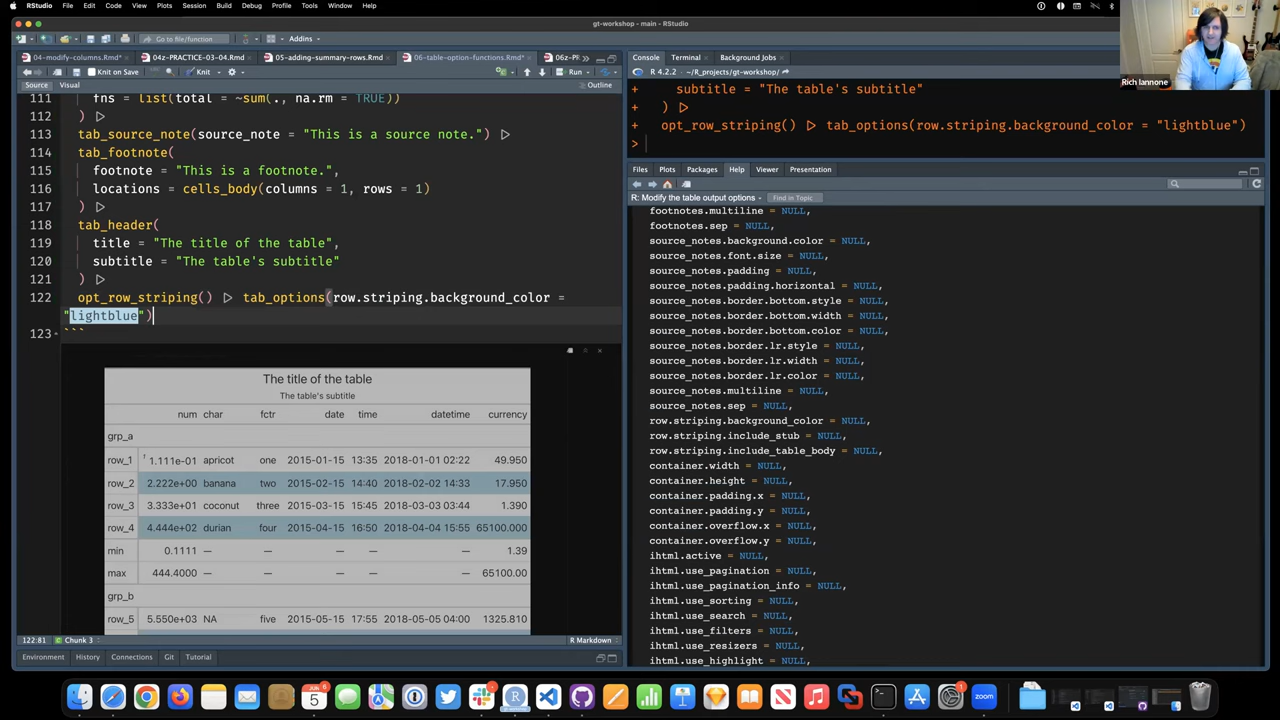 RStudio File Edit Code View Plots Session Build Debug Profile Tools Window Help
gt-workshop - main - RStudio
Go to file/function
Addins
04-modify-columns.Rmd*
04z-PRACTICE-03-04.Rmd
05-adding-summary-rows.Rmd
06-table-option-functions.Rmd*
Knit on Save
Knit
Run
Source
Visual
Outline
111 fns = list(total = ~sum(., na.rm = TRUE))
112 ) |>
113 tab_source_note(source_note = "This is a source note.") |>
114 tab_footnote(
115 footnote = "This is a footnote.",
116 locations = cells_body(columns = 1, rows = 1)
117 ) |>
118 tab_header(
119 title = "The title of the table",
120 subtitle = "The table's subtitle"
121 ) |>
122 opt_row_striping() |> tab_options(row.striping.background_color =
"lightblue")
123 ```
The title of the table
The table's subtitle
num char fctr date time datetime currency
grp_a
row_1 † 1.111e-01 apricot one 2015-01-15 13:35 2018-01-01 02:22 49.950
row_2 2.222e+00 banana two 2015-02-15 14:40 2018-02-02 14:33 17.950
row_3 3.333e+01 coconut three 2015-03-15 15:45 2018-03-03 03:44 1.390
row_4 4.444e+02 durian four 2015-04-15 16:50 2018-04-04 15:55 65100.000
min 0.1111 — — — — — 1.39
max 444.4000 — — — — — 65100.00
grp_b
row_5 5.550e+03 NA five 2015-05-15 17:55 2018-05-05 04:00 1325.810
122:81 Chunk 3 R Markdown
Environment History Connections Git Tutorial
Console Terminal Background Jobs
R 4.2.2 · ~/R_projects/gt-workshop/
+ subtitle = "The table's subtitle"
+ ) |>
+ opt_row_striping() |> tab_options(row.striping.background_color = "lightblue")
>
Files Plots Packages Help Viewer Presentation
R: Modify the table output options
Find in Topic
footnotes.multiline = NULL,
footnotes.sep = NULL,
source_notes.background.color = NULL,
source_notes.font.size = NULL,
source_notes.padding = NULL,
source_notes.padding.horizontal = NULL,
source_notes.border.bottom.style = NULL,
source_notes.border.bottom.width = NULL,
source_notes.border.bottom.color = NULL,
source_notes.border.lr.style = NULL,
source_notes.border.lr.width = NULL,
source_notes.border.lr.color = NULL,
source_notes.multiline = NULL,
source_notes.sep = NULL,
row.striping.background_color = NULL,
row.striping.include_stub = NULL,
row.striping.include_table_body = NULL,
container.width = NULL,
container.height = NULL,
container.padding.x = NULL,
container.padding.y = NULL,
container.overflow.x = NULL,
container.overflow.y = NULL,
ihtml.active = NULL,
ihtml.use_pagination = NULL,
ihtml.use_pagination_info = NULL,
ihtml.use_sorting = NULL,
ihtml.use_search = NULL,
ihtml.use_filters = NULL,
ihtml.use_resizers = NULL,
ihtml.use_highlight = NULL,
Rich Iannone
5
zoom